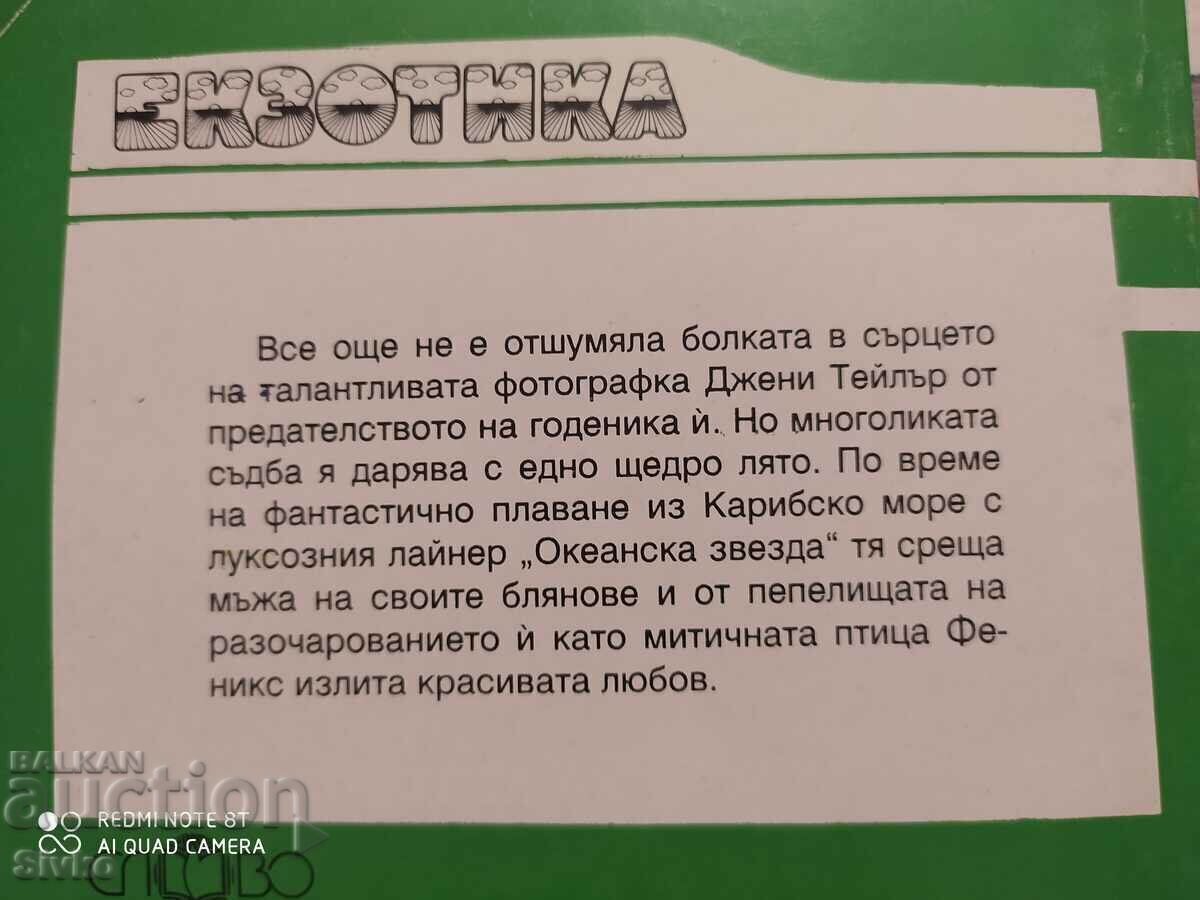 ЕКЗОТИКА
Все още не е отшумяла болката в сърцето
на талантливата фотографка Джени Тейлър от
предателството на годеника ѝ. Но многоликата
съдба я дарява с едно щедро лято. По време
на фантастично плаване из Карибско море с
луксозния лайнер „Океанска звезда“ тя среща
мъжа на своите блянове и от пепелищата на
разочарованието ѝ като митичната птица Фе-
никс излита красивата любов.
BALKAN
auction
REDMI NOTE 8T
AI QUAD CAMERA
Sivko
СЛОВО